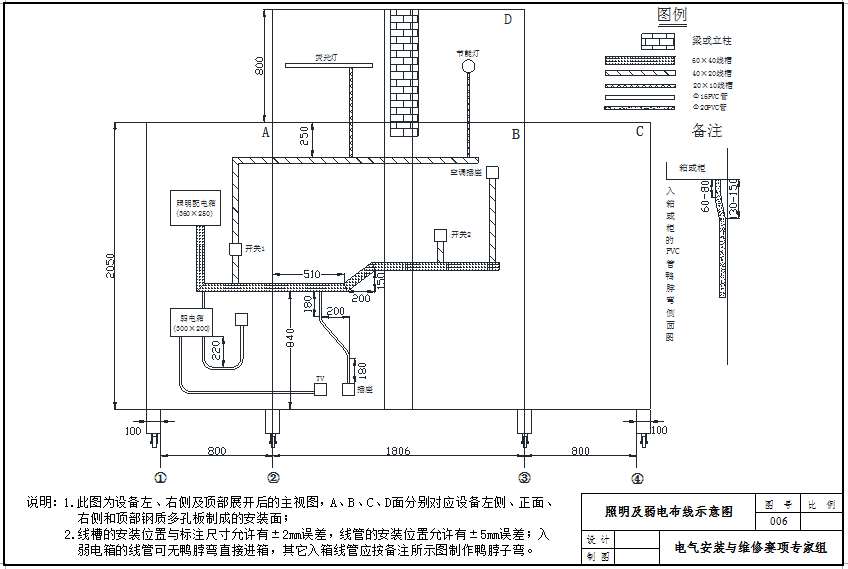 图例
D
荧光灯
节能灯
梁或立柱
800
60×40线槽
40×20线槽
20×10线槽
Φ16PVC管
Φ20PVC管
A
250
B
C
备注
空调插座
箱或柜
照明配电箱
(360×250)
60-80
130-150
入箱或柜的PVC管鸭脖弯侧面图
开关1
开关2
2050
510
150
200
180
200
弱电箱
(300×200)
840
220
180
TV
插座
100
100
800
1806
800
①
②
③
④
说明：1.此图为设备左、右侧及顶部展开后的主视图，A、B、C、D面分别对应设备左侧、正面、
右侧和顶部钢质多孔板制成的安装面；
2.线槽的安装位置与标注尺寸允许有±2mm误差，线管的安装位置允许有±5mm误差；入
弱电箱的线管可无鸭脖弯直接进箱，其它入箱线管应按备注所示图制作鸭脖子弯。
照明及弱电布线示意图
图 号
比 例
006
设 计
制 图
电气安装与维修赛项专家组